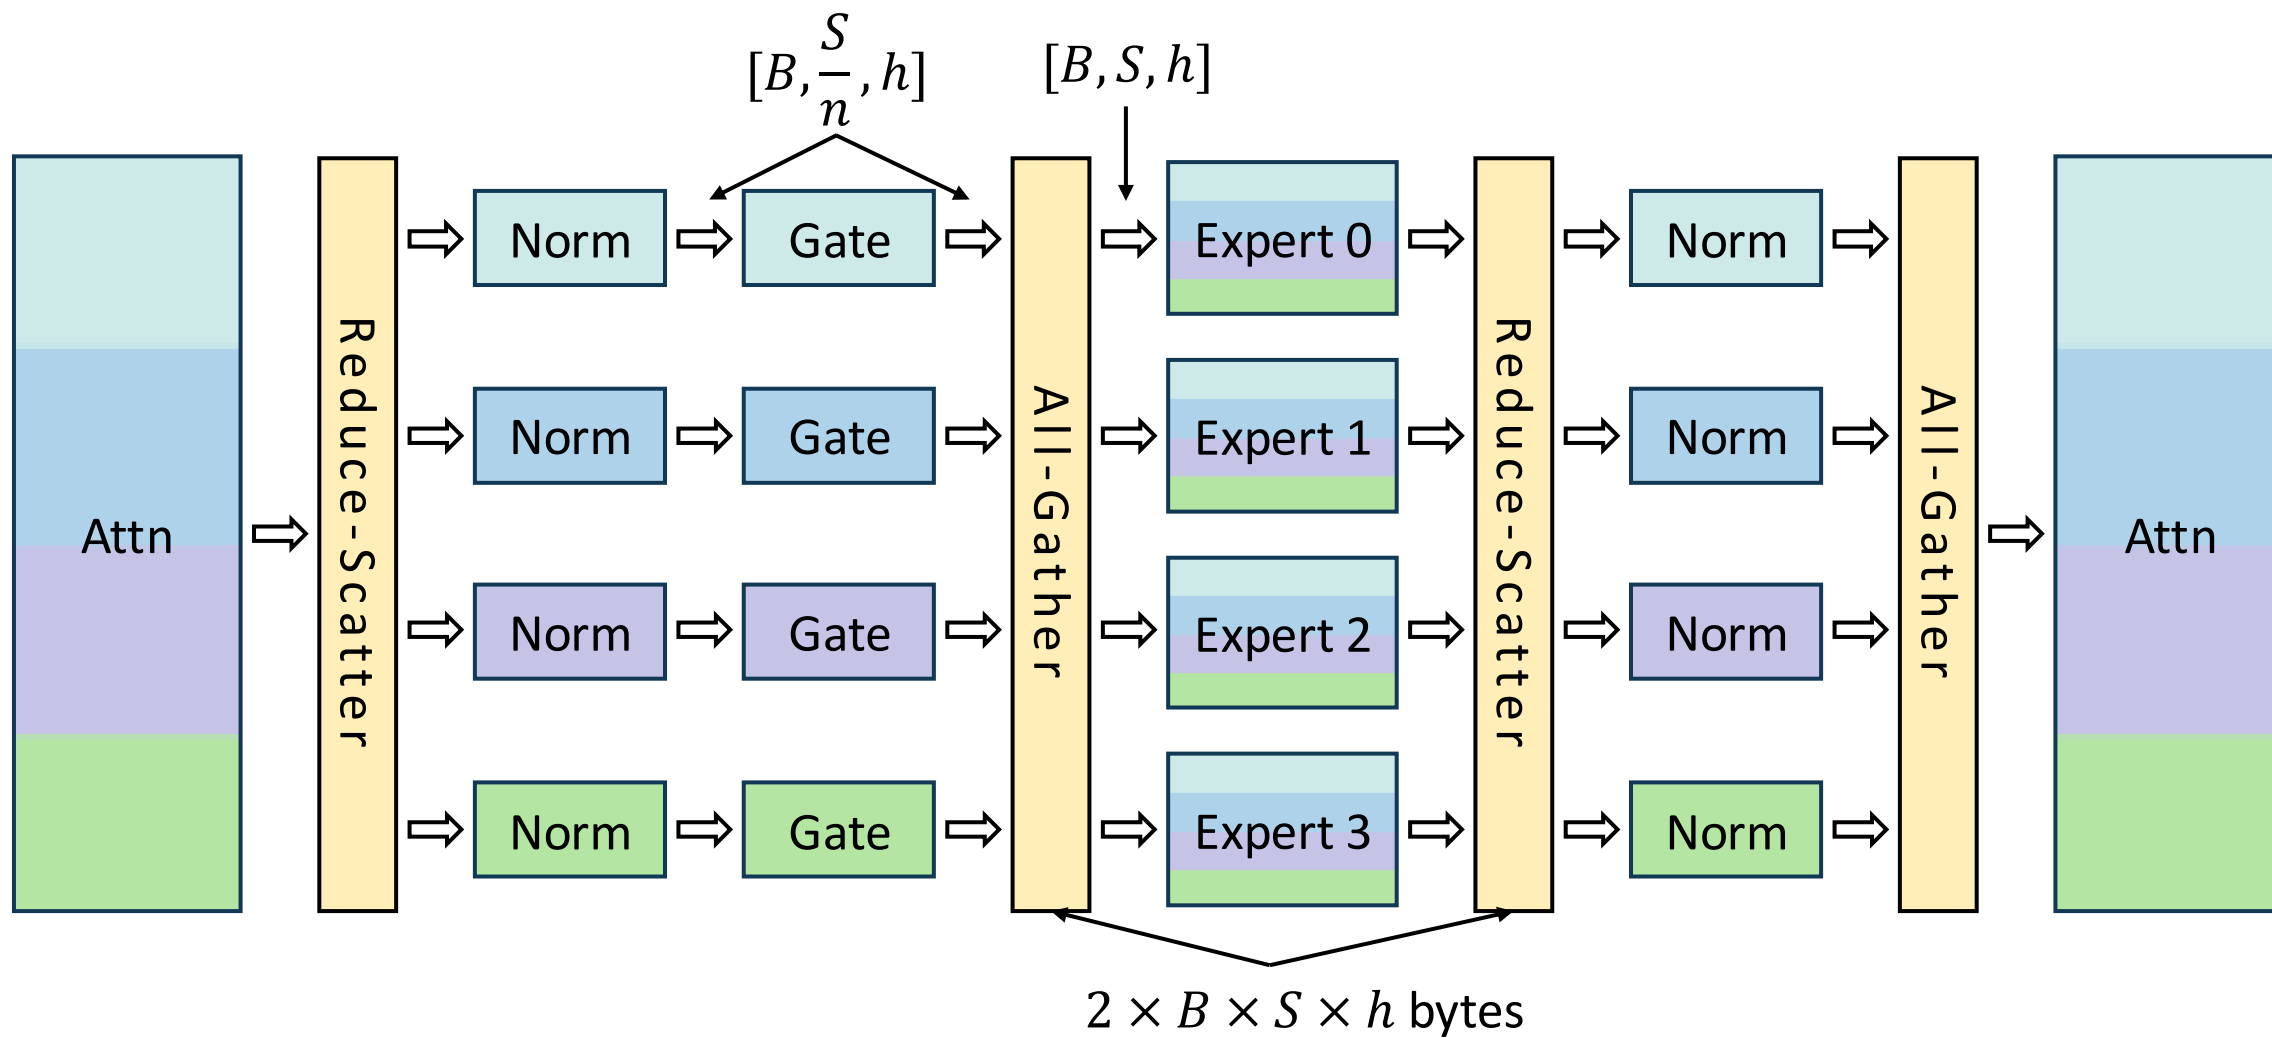 [B, S/n, h]
[B, S, h]
Attn
Reduce-Scatter
Norm
Gate
All-Gather
Expert 0
Reduce-Scatter
Norm
All-Gather
Attn
Norm
Gate
Expert 1
Norm
Norm
Gate
Expert 2
Norm
Norm
Gate
Expert 3
Norm
2 × B × S × h bytes